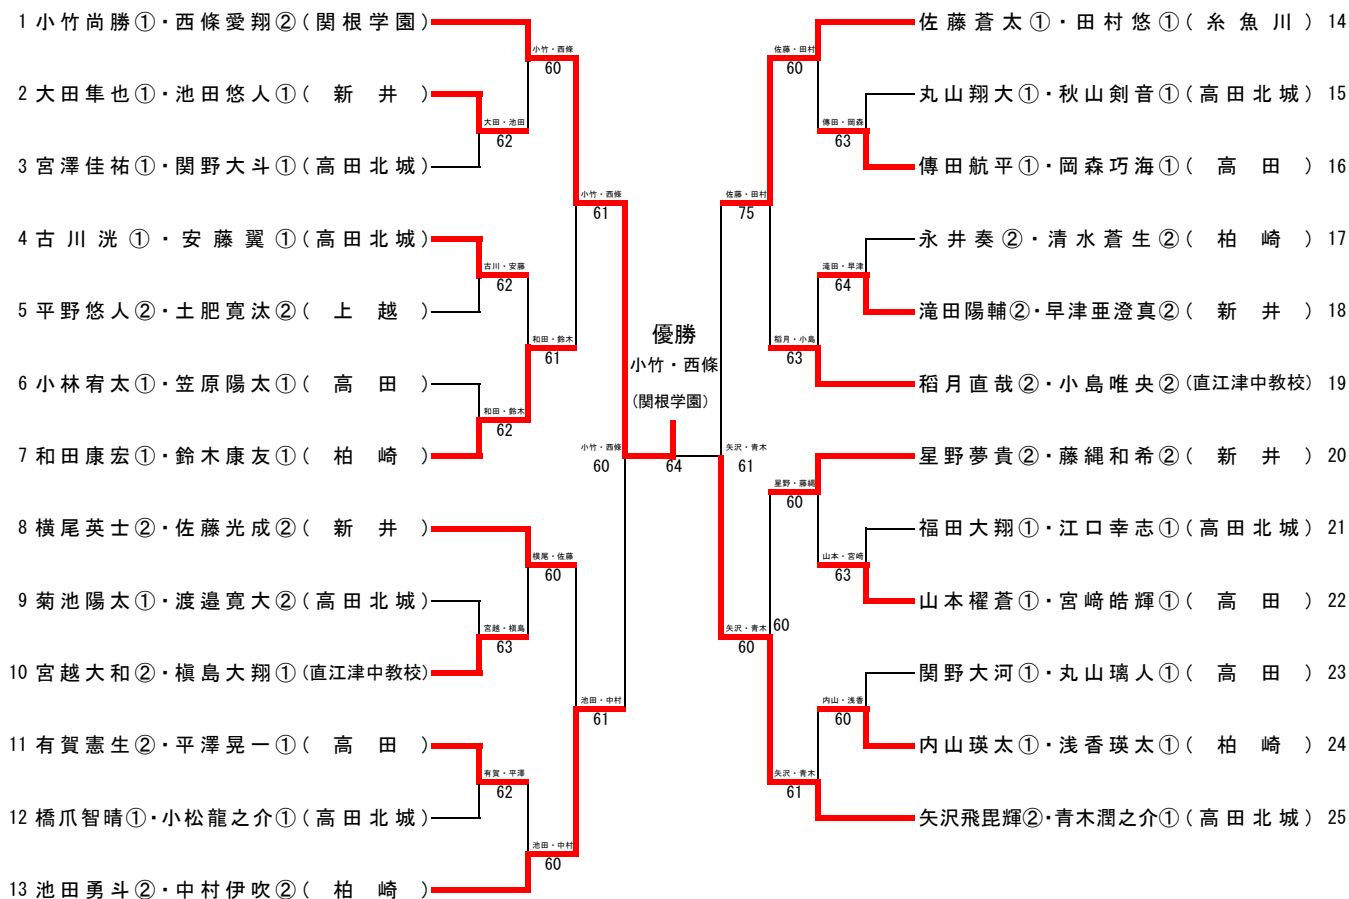 1 小竹尚勝①・西條愛翔②(関根学園)
2 大田隼也①・池田悠人①(新井)
3 宮澤佳祐①・関野大斗①(高田北城)
4 古川洸①・安藤翼①(高田北城)
5 平野悠人②・土肥寛汰②(上越)
6 小林宥太①・笠原陽太①(高田)
7 和田康宏①・鈴木康友①(柏崎)
8 横尾英士②・佐藤光成②(新井)
9 菊池陽太①・渡邉寛大②(高田北城)
10 宮越大和②・槇島大翔①(直江津中教校)
11 有賀憲生②・平澤晃一①(高田)
12 橋爪智晴①・小松龍之介①(高田北城)
13 池田勇斗②・中村伊吹②(柏崎)
大田・池田
62
古川・安藤
62
和田・鈴木
62
宮越・槇島
63
有賀・平澤
62
小竹・西條
60
和田・鈴木
61
横尾・佐藤
60
池田・中村
60
小竹・西條
61
池田・中村
61
小竹・西條
60
優勝
小竹・西條
(関根学園)
64
矢沢・青木
61
佐藤・田村
75
矢沢・青木
60
60
佐藤・田村
60
稲月・小島
63
星野・藤縄
60
矢沢・青木
61
傳田・岡森
63
滝田・早津
64
山本・宮﨑
63
内山・浅香
60
佐藤蒼太①・田村悠①(糸魚川) 14
丸山翔大①・秋山剣音①(高田北城) 15
傳田航平①・岡森巧海①(高田) 16
永井奏②・清水蒼生②(柏崎) 17
滝田陽輔②・早津亜澄真②(新井) 18
稻月直哉②・小島唯央②(直江津中教校) 19
星野夢貴②・藤縄和希②(新井) 20
福田大翔①・江口幸志①(高田北城) 21
山本櫂蒼①・宮﨑皓輝①(高田) 22
関野大河①・丸山璃人①(高田) 23
内山瑛太①・浅香瑛太①(柏崎) 24
矢沢飛毘輝②・青木潤之介①(高田北城) 25